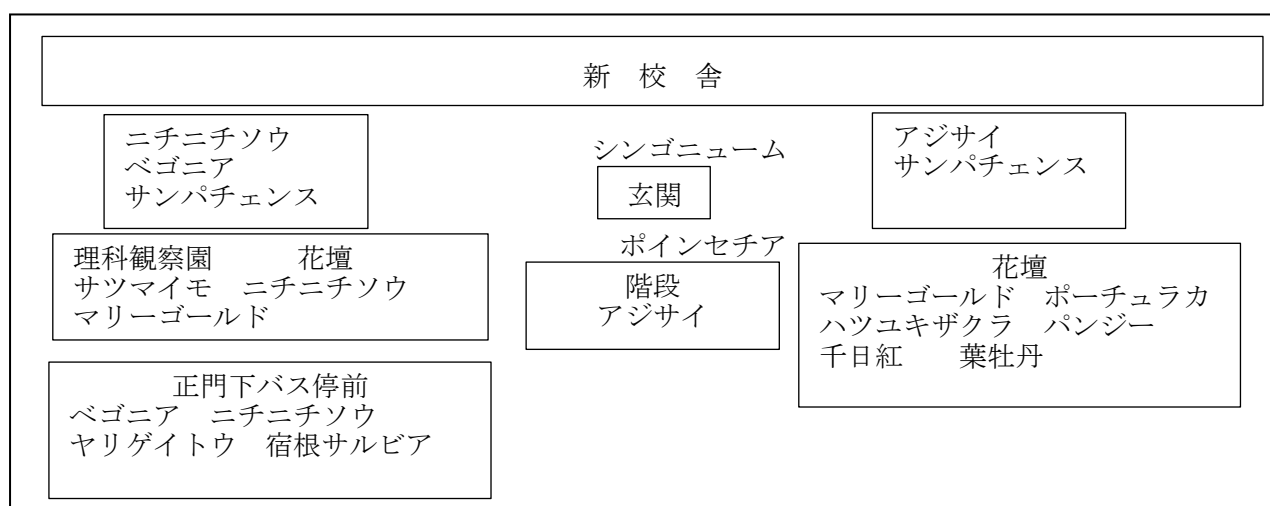 新　校　舎
ニチニチソウ
ベゴニア
サンパチェンス
シンゴニューム
玄関
アジサイ
サンパチェンス
理科観察園　　　花壇
サツマイモ　ニチニチソウ
マリーゴールド
ポインセチア
階段
アジサイ
花壇
マリーゴールド　ポーチュラカ
ハツユキザクラ　パンジー
千日紅　　葉牡丹
正門下バス停前
ベゴニア　ニチニチソウ
ヤリゲイトウ　宿根サルビア